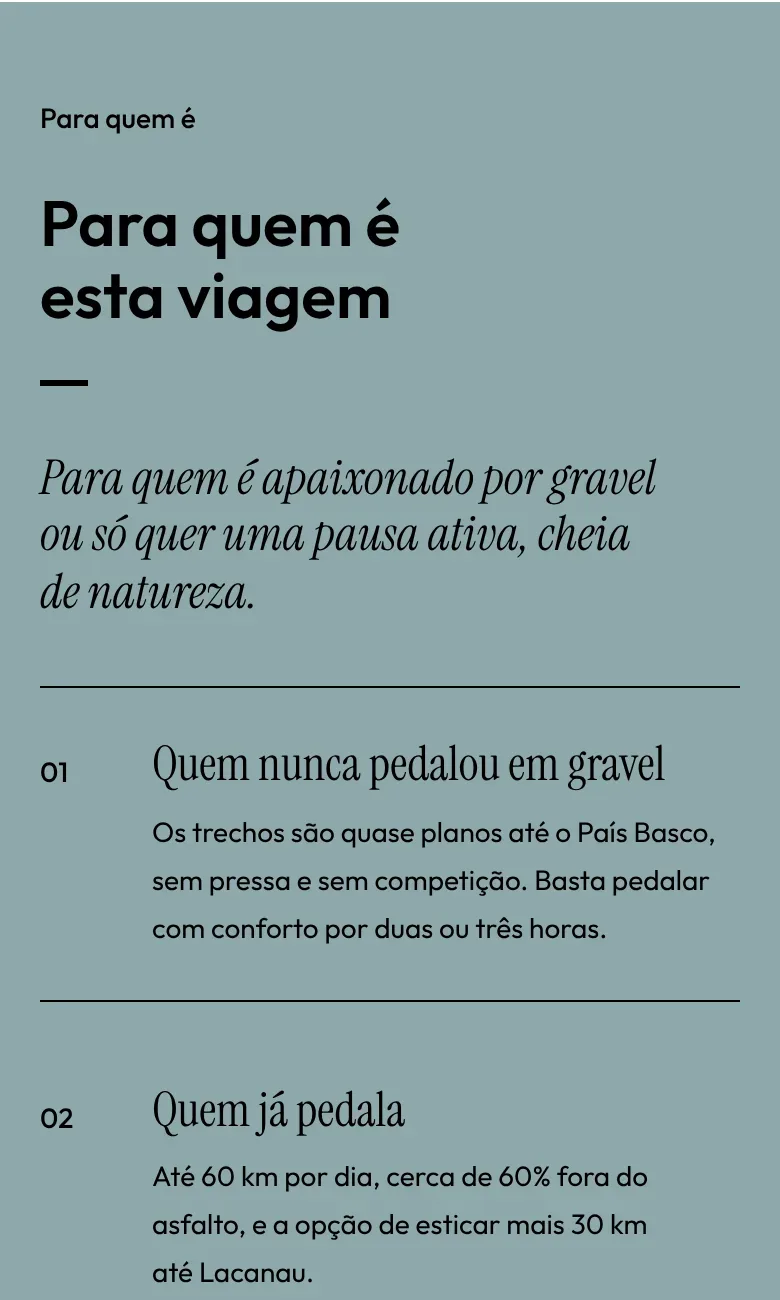 Para quem é
Para quem é
esta viagem
Para quem é apaixonado por gravel
ou só quer uma pausa ativa, cheia
de natureza.
01
Quem nunca pedalou em gravel
Os trechos são quase planos até o País Basco,
sem pressa e sem competição. Basta pedalar
com conforto por duas ou três horas.
02
Quem já pedala
Até 60 km por dia, cerca de 60% fora do
asfalto, e a opção de esticar mais 30 km
até Lacanau.